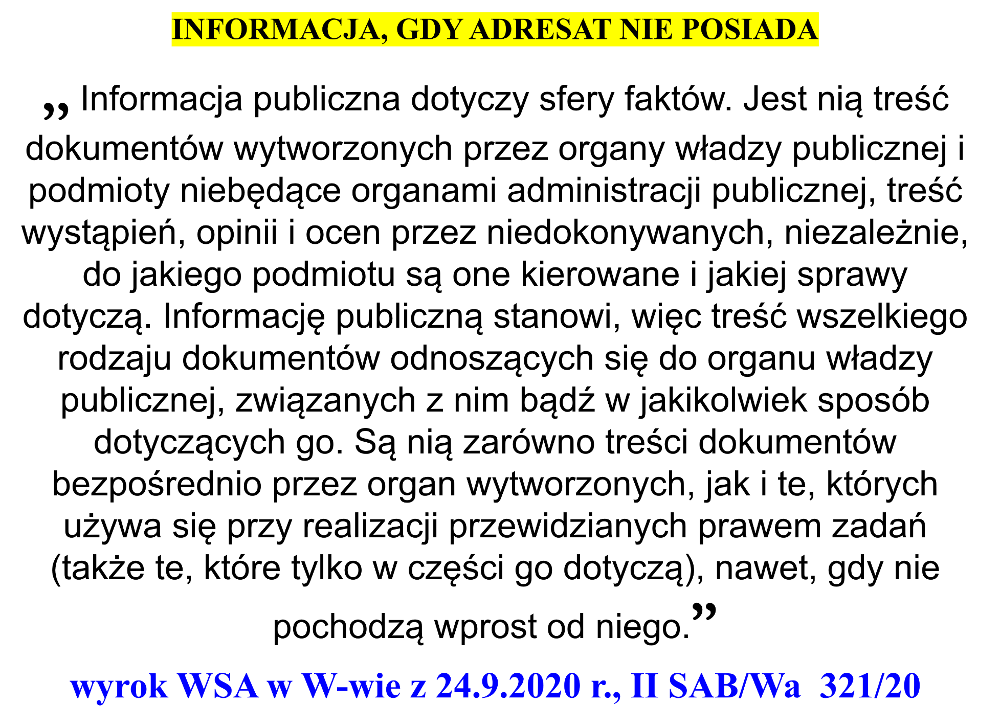 INFORMACJA, GDY ADRESAT NIE POSIADA
„ Informacja publiczna dotyczy sfery faktów. Jest nią treść
dokumentów wytworzonych przez organy władzy publicznej i
podmioty niebędące organami administracji publicznej, treść
wystąpień, opinii i ocen przez niedokonywanych, niezależnie,
do jakiego podmiotu są one kierowane i jakiej sprawy
dotyczą. Informację publiczną stanowi, więc treść wszelkiego
rodzaju dokumentów odnoszących się do organu władzy
publicznej, związanych z nim bądź w jakikolwiek sposób
dotyczących go. Są nią zarówno treści dokumentów
bezpośrednio przez organ wytworzonych, jak i te, których
używa się przy realizacji przewidzianych prawem zadań
(także te, które tylko w części go dotyczą), nawet, gdy nie
pochodzą wprost od niego.”
wyrok WSA w W-wie z 24.9.2020 r., II SAB/Wa  321/20